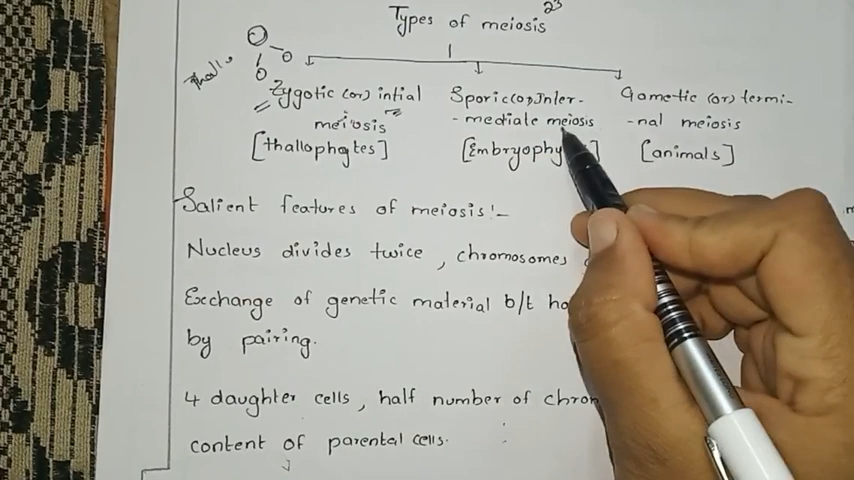 Types of meiosis 23
Thallo
Zygotic (or) intial meiosis
[Thallophytes]
Sporic (or) Inter-
-mediate meiosis
[Embryophy
Gametic (or) termi-
-nal meiosis
[animals]
Salient features of meiosis:-
Nucleus divides twice, chromosomes
Exchange of genetic material b/t ho
by pairing.
4 daughter cells, half number of chrom
content of parental cells.